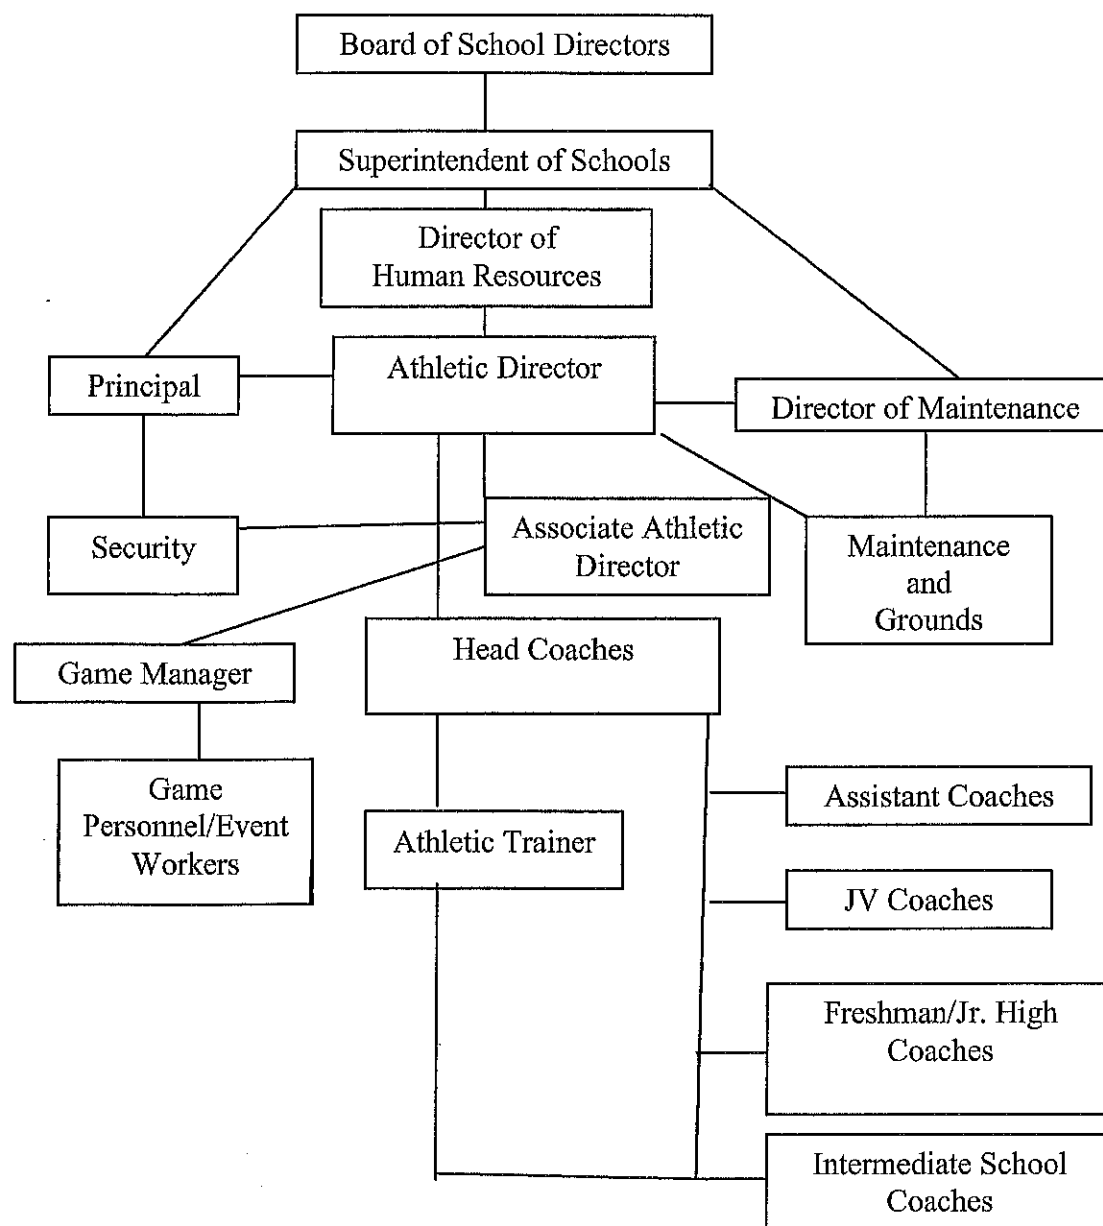 Board of School Directors
Superintendent of Schools
Director of
Human Resources
Athletic Director
Principal
Director of Maintenance
Security
Associate Athletic
Director
Maintenance
and
Grounds
Head Coaches
Game Manager
Game
Personnel/Event
Workers
Athletic Trainer
Assistant Coaches
JV Coaches
Freshman/Jr. High
Coaches
Intermediate School
Coaches